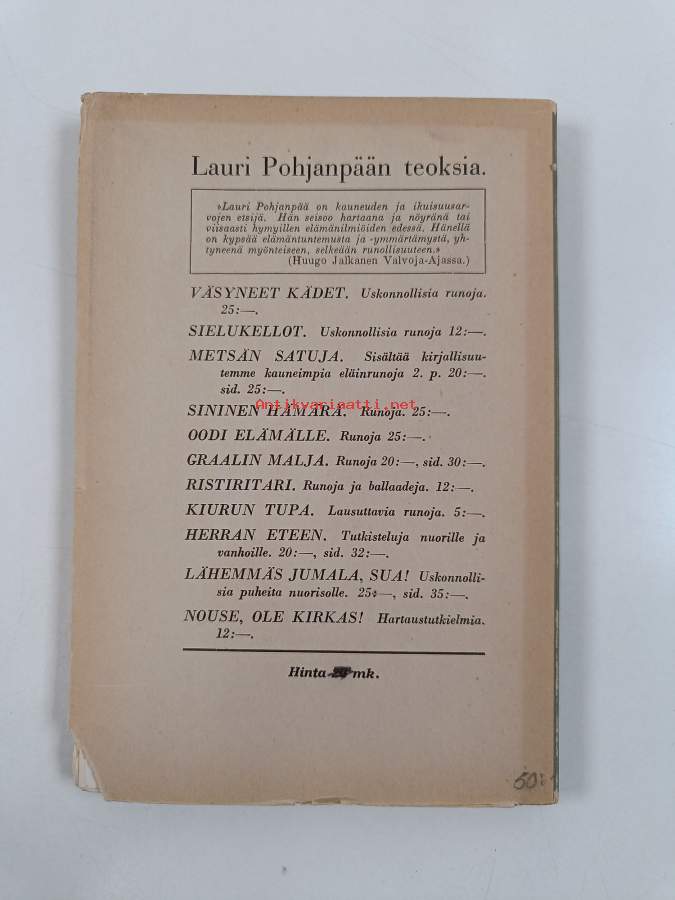 Lauri Pohjanpään teoksia.
»Lauri Pohjanpää on kauneuden ja ikuisuusar-
vojen etsijä. Hän seisoo hartaana ja nöyränä tai
viisaasti hymyillen elämänilmiöiden edessä. Hänellä
on kypsää elämäntuntemusta ja -ymmärtämystä, yh-
tyneenä myönteiseen, selkeään runollisuuteen.»
(Huugo Jalkanen Valvoja-Ajassa.)
VÄSYNEET KÄDET. Uskonnollisia runoja.
25:—.
SIELUKELLOT. Uskonnollisia runoja 12:—.
METSÄN SATUJA. Sisältää kirjallisuu-
temme kauneimpia eläinrunoja 2. p. 20:—.
sid. 25:—.
Antikvariaatti.net
SININEN HÄMÄRÄ. Runoja. 25:—.
OODI ELÄMÄLLE. Runoja 25:—.
GRAALIN MALJA. Runoja 20:—, sid. 30:—.
RISTIRITARI. Runoja ja ballaadeja. 12:—.
KIURUN TUPA. Lausuttavia runoja. 5:—.
HERRAN ETEEN. Tutkisteluja nuorille ja
vanhoille. 20:—, sid. 32:—.
LÄHEMMÄS JUMALA, SUA! Uskonnolli-
sia puheita nuorisolle. 25:—, sid. 35:—.
NOUSE, OLE KIRKAS! Hartaustutkielmia.
12:—.
Hinta mk.
50: